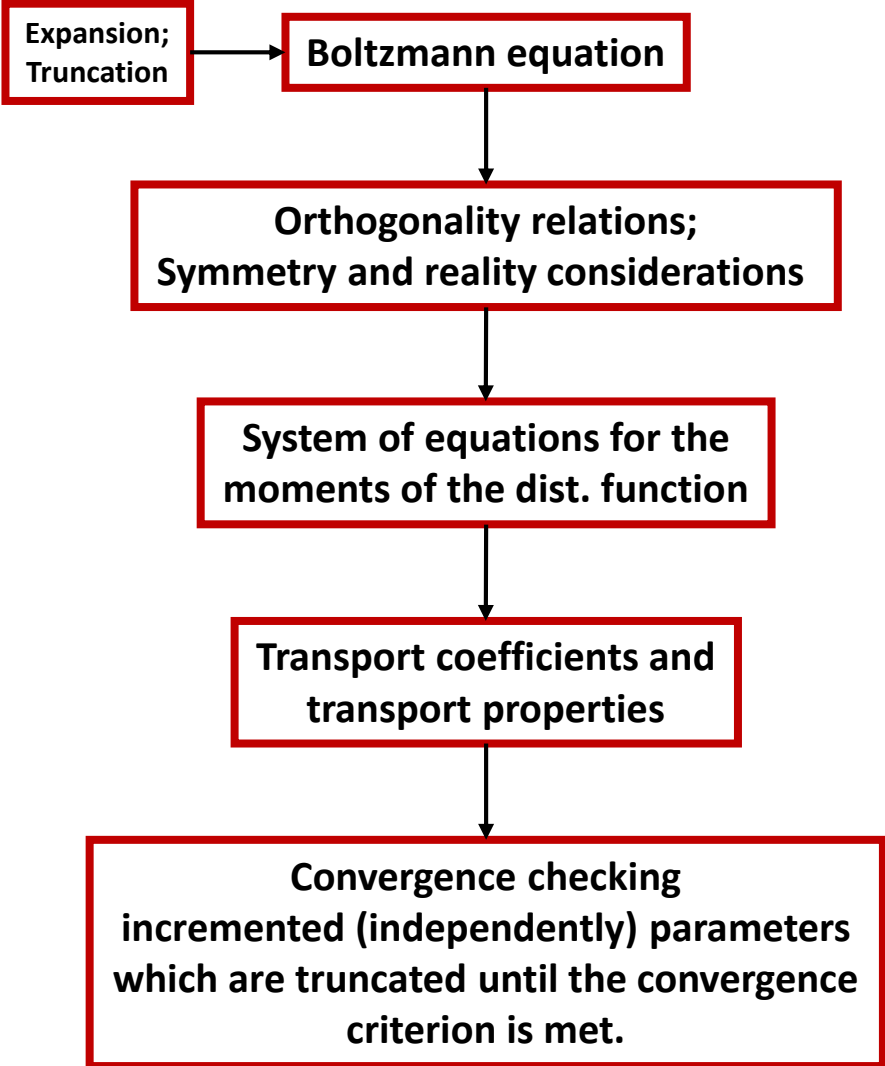 Expansion;
Truncation
Boltzmann equation
Orthogonality relations;
Symmetry and reality considerations
System of equations for the
moments of the dist. function
Transport coefficients and
transport properties
Convergence checking
incremented (independently) parameters
which are truncated until the convergence
criterion is met.